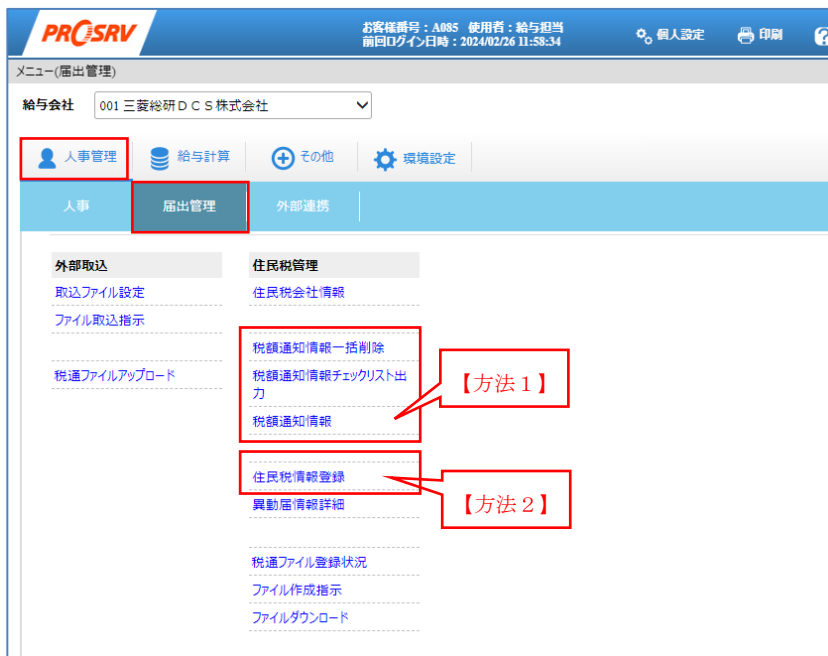 PROSRV
お客様番号：A085 使用者：給与担当
前回ログイン日時：2024/02/26 11:58:34
個人設定
印刷
メニュー(届出管理)
給与会社
001 三菱総研ＤＣＳ株式会社
人事管理
給与計算
その他
環境設定
人事
届出管理
外部連携
外部取込
取込ファイル設定
ファイル取込指示
税通ファイルアップロード
住民税管理
住民税会社情報
税額通知情報一括削除
税額通知情報チェックリスト出
力
税額通知情報
【方法１】
住民税情報登録
【方法２】
異動届情報詳細
税通ファイル登録状況
ファイル作成指示
ファイルダウンロード